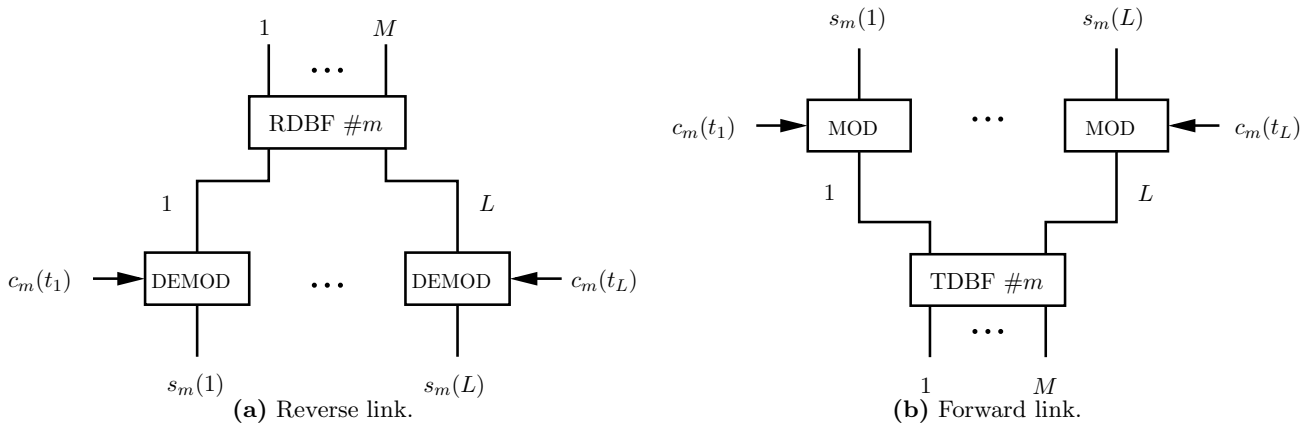 1 ... M
RDBF #m
1 L
c_m(t_1) DEMOD ... DEMOD c_m(t_L)
s_m(1) s_m(L)
(a) Reverse link.
s_m(1) s_m(L)
c_m(t_1) MOD ... MOD c_m(t_L)
1 L
TDBF #m
...
1 M
(b) Forward link.